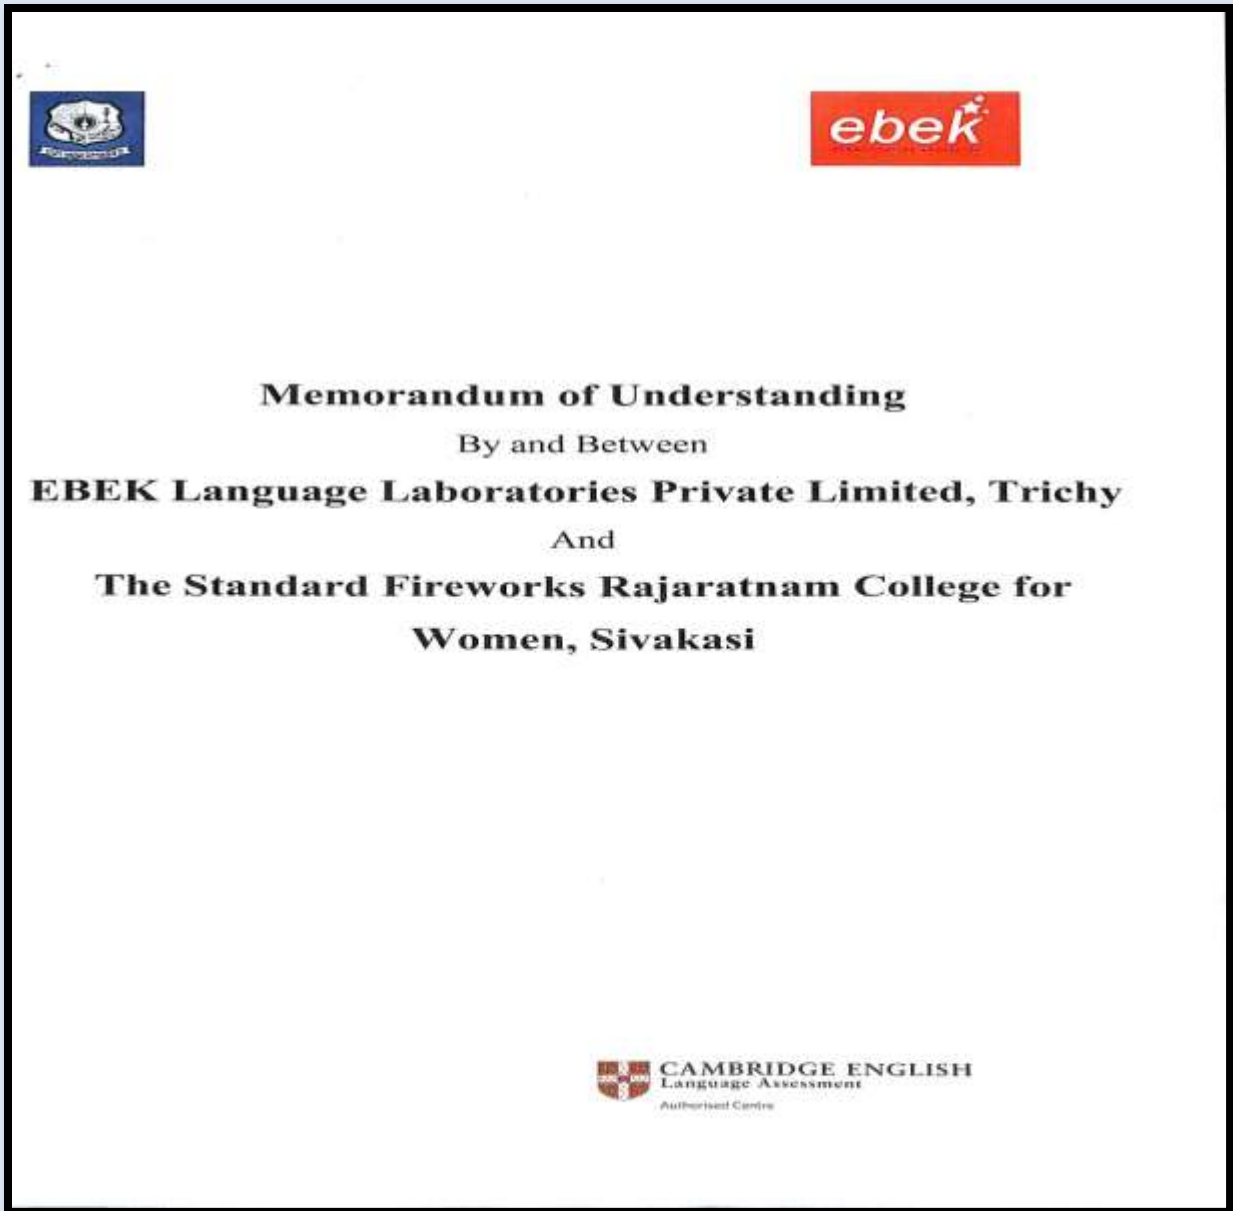 ebek
Memorandum of Understanding
By and Between
EBEK Language Laboratories Private Limited, Trichy
And
The Standard Fireworks Rajaratnam College for
Women, Sivakasi
CAMBRIDGE ENGLISH
Language Assessment
Authorised Centre